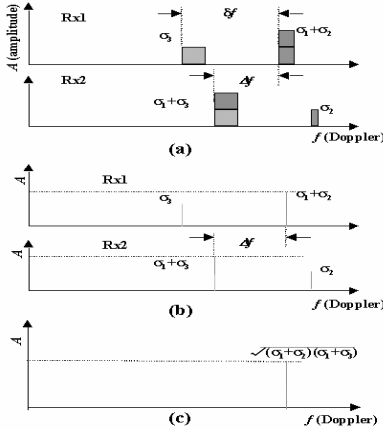 A (amplitude)
Rx1
δf
σ3
σ1+σ2
Rx2
Δf
σ1+σ3
σ2
f (Doppler)
(a)
A
Rx1
σ3
σ1+σ2
A
Rx2
Δf
σ1+σ3
σ2
f (Doppler)
(b)
A
√(σ1+σ2)(σ1+σ3)
f (Doppler)
(c)